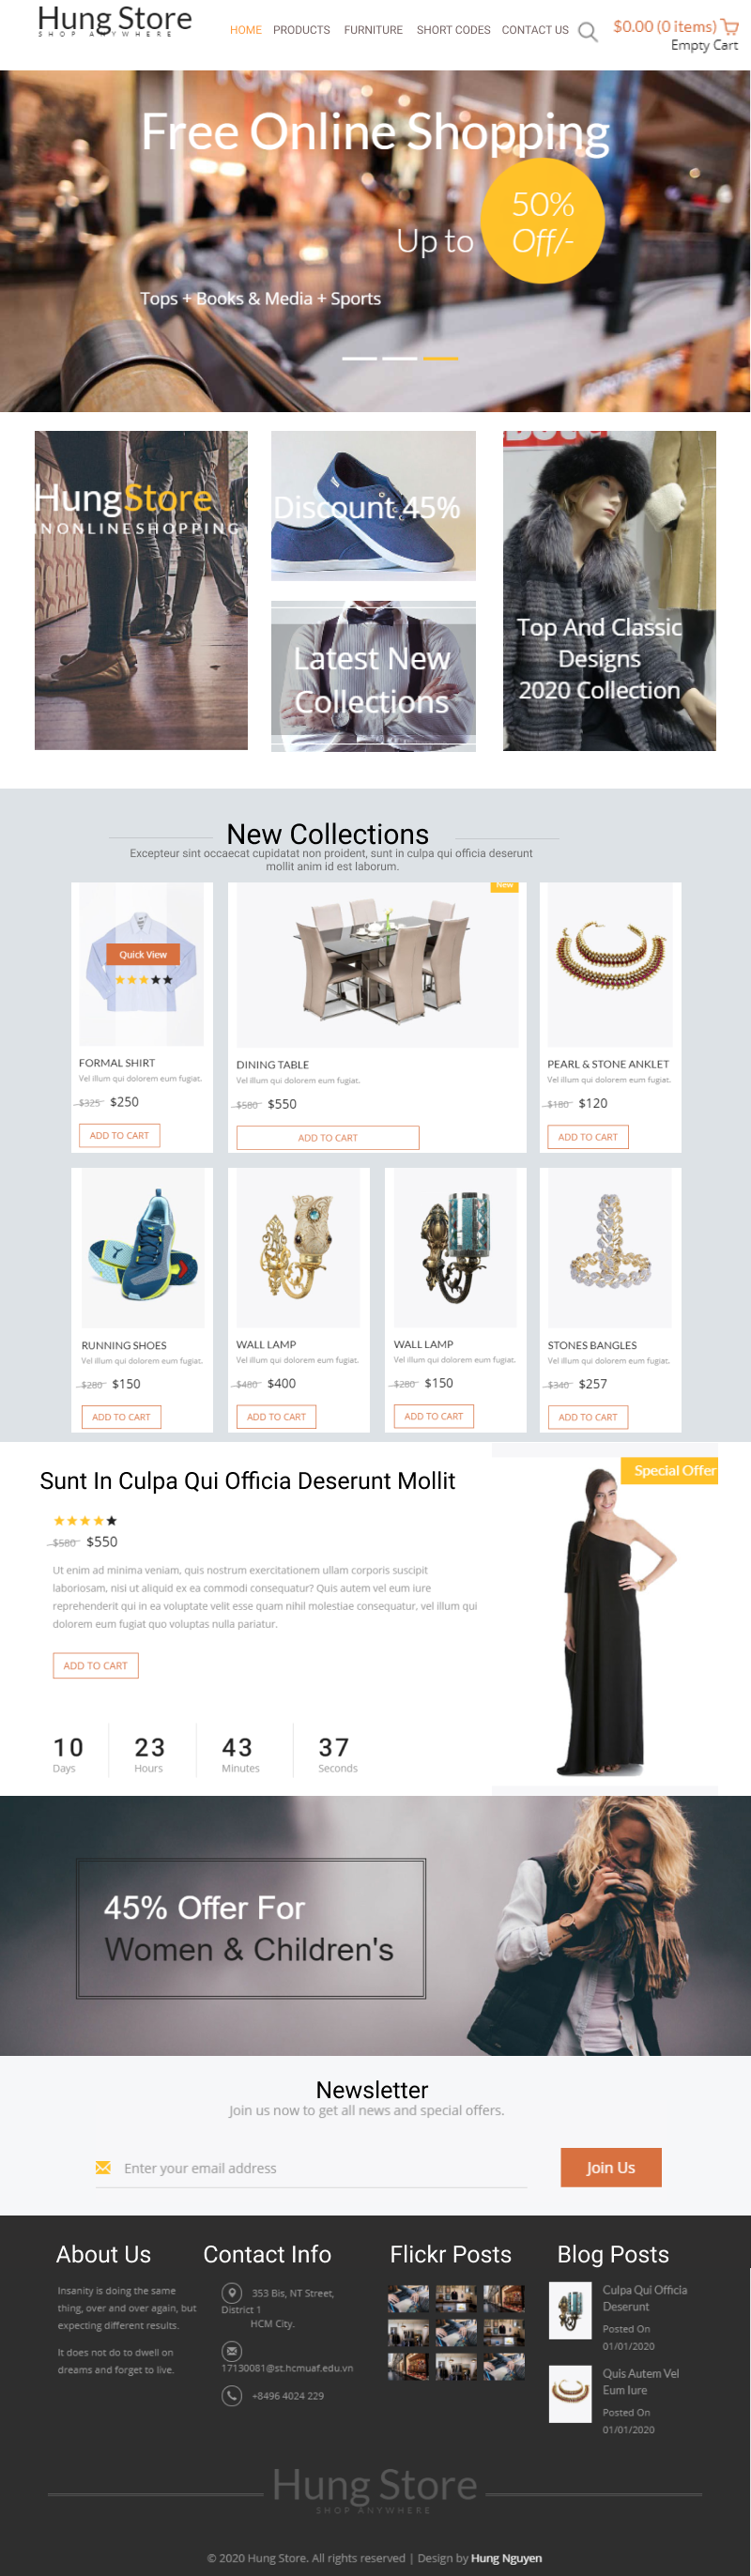 Hung Store
SHOP ANYWHERE
HOME PRODUCTS FURNITURE SHORT CODES CONTACT US
$0.00 (0 items)
Empty Cart
Free Online Shopping
50%
Up to Off/-
Tops + Books & Media + Sports
HungStore
INONLINESHOPPING
Discount 45%
Latest New
Collections
Top And Classic
Designs
2020 Collection
New Collections
Excepteur sint occaecat cupidatat non proident, sunt in culpa qui officia deserunt
mollit anim id est laborum.
Quick View
FORMAL SHIRT
Vel illum qui dolorem eum fugiat.
$325 $250
ADD TO CART
New
DINING TABLE
Vel illum qui dolorem eum fugiat.
$580 $550
ADD TO CART
PEARL & STONE ANKLET
Vel illum qui dolorem eum fugiat.
$180 $120
ADD TO CART
RUNNING SHOES
Vel illum qui dolorem eum fugiat.
$280 $150
ADD TO CART
WALL LAMP
Vel illum qui dolorem eum fugiat.
$480 $400
ADD TO CART
WALL LAMP
Vel illum qui dolorem eum fugiat.
$280 $150
ADD TO CART
STONES BANGLES
Vel illum qui dolorem eum fugiat.
$340 $257
ADD TO CART
Sunt In Culpa Qui Officia Deserunt Mollit
$580 $550
Ut enim ad minima veniam, quis nostrum exercitationem ullam corporis suscipit
laboriosam, nisi ut aliquid ex ea commodi consequatur? Quis autem vel eum iure
reprehenderit qui in ea voluptate velit esse quam nihil molestiae consequatur, vel illum qui
dolorem eum fugiat quo voluptas nulla pariatur.
ADD TO CART
10 23 43 37
Days Hours Minutes Seconds
Special Offer
45% Offer For
Women & Children's
Newsletter
Join us now to get all news and special offers.
Enter your email address
Join Us
About Us
Insanity is doing the same
thing, over and over again, but
expecting different results.
It does not do to dwell on
dreams and forget to live.
Contact Info
353 Bis, NT Street,
District 1
HCM City.
17130081@st.hcmuaf.edu.vn
+8496 4024 229
Flickr Posts
Blog Posts
Culpa Qui Officia
Deserunt
Posted On
01/01/2020
Quis Autem Vel
Eum Iure
Posted On
01/01/2020
Hung Store
SHOP ANYWHERE
© 2020 Hung Store. All rights reserved | Design by Hung Nguyen